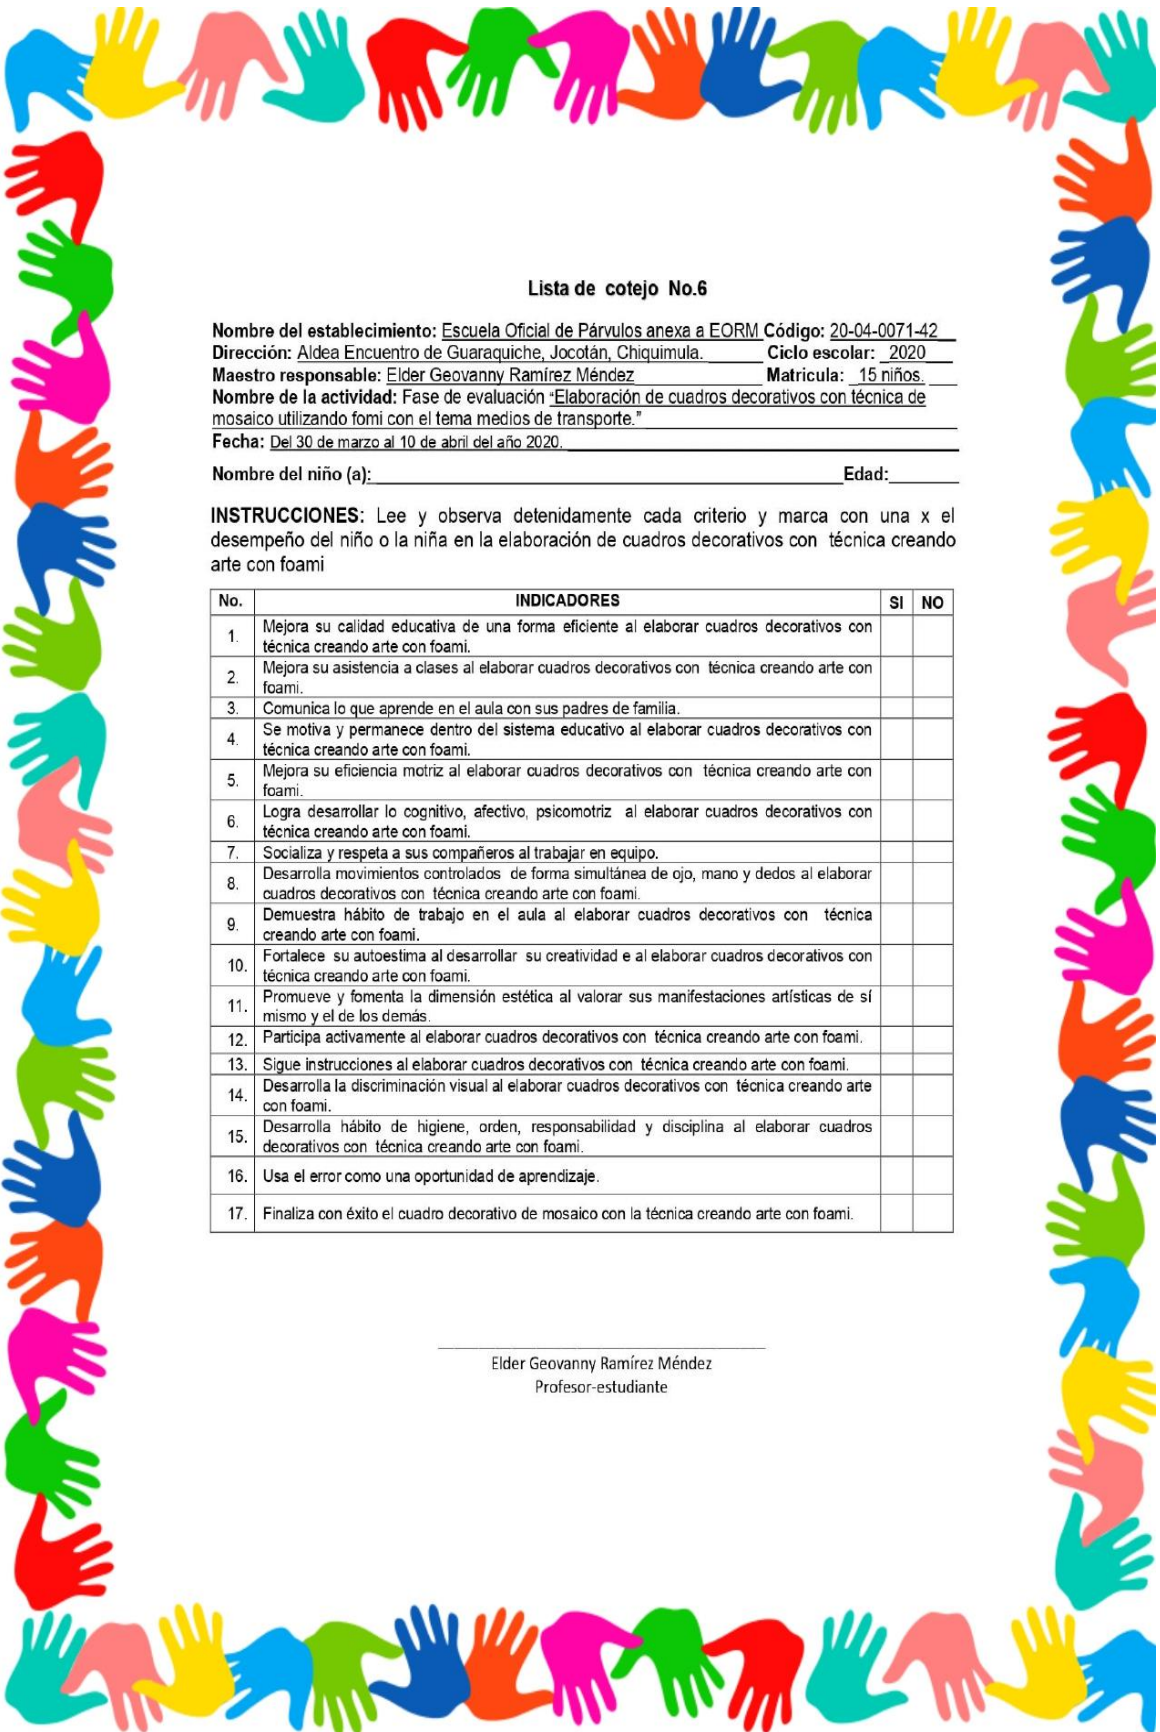 Lista de cotejo No.6
Nombre del establecimiento: Escuela Oficial de Párvulos anexa a EORM Código: 20-04-0071-42
Dirección: Aldea Encuentro de Guaraquiche, Jocotán, Chiquimula. Ciclo escolar: 2020
Maestro responsable: Elder Geovanny Ramírez Méndez Matricula: 15 niños.
Nombre de la actividad: Fase de evaluación “Elaboración de cuadros decorativos con técnica de
mosaico utilizando fomi con el tema medios de transporte.”
Fecha: Del 30 de marzo al 10 de abril del año 2020.
Nombre del niño (a): Edad:
INSTRUCCIONES: Lee y observa detenidamente cada criterio y marca con una x el
desempeño del niño o la niña en la elaboración de cuadros decorativos con técnica creando
arte con foami
No. INDICADORES SI NO
1. Mejora su calidad educativa de una forma eficiente al elaborar cuadros decorativos con
técnica creando arte con foami.
2. Mejora su asistencia a clases al elaborar cuadros decorativos con técnica creando arte con
foami.
3. Comunica lo que aprende en el aula con sus padres de familia.
4. Se motiva y permanece dentro del sistema educativo al elaborar cuadros decorativos con
técnica creando arte con foami.
5. Mejora su eficiencia motriz al elaborar cuadros decorativos con técnica creando arte con
foami.
6. Logra desarrollar lo cognitivo, afectivo, psicomotriz al elaborar cuadros decorativos con
técnica creando arte con foami.
7. Socializa y respeta a sus compañeros al trabajar en equipo.
8. Desarrolla movimientos controlados de forma simultánea de ojo, mano y dedos al elaborar
cuadros decorativos con técnica creando arte con foami.
9. Demuestra hábito de trabajo en el aula al elaborar cuadros decorativos con técnica
creando arte con foami.
10. Fortalece su autoestima al desarrollar su creatividad e al elaborar cuadros decorativos con
técnica creando arte con foami.
11. Promueve y fomenta la dimensión estética al valorar sus manifestaciones artísticas de sí
mismo y el de los demás.
12. Participa activamente al elaborar cuadros decorativos con técnica creando arte con foami.
13. Sigue instrucciones al elaborar cuadros decorativos con técnica creando arte con foami.
14. Desarrolla la discriminación visual al elaborar cuadros decorativos con técnica creando arte
con foami.
15. Desarrolla hábito de higiene, orden, responsabilidad y disciplina al elaborar cuadros
decorativos con técnica creando arte con foami.
16. Usa el error como una oportunidad de aprendizaje.
17. Finaliza con éxito el cuadro decorativo de mosaico con la técnica creando arte con foami.
Elder Geovanny Ramírez Méndez
Profesor-estudiante